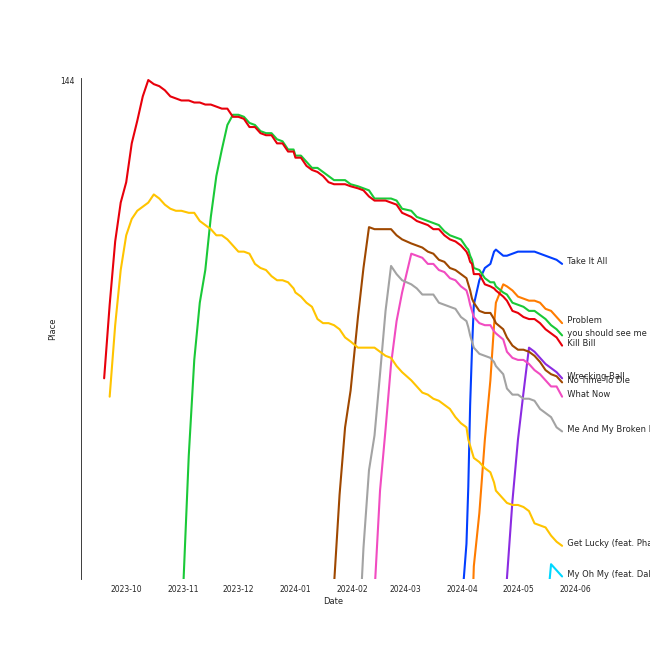 144
Place
Take It All
Problem
you should see me
Kill Bill
Wrecking Ball
No Time To Die
What Now
Me And My Broken
Get Lucky (feat. Pha
My Oh My (feat. Da
2023-10
2023-11
2023-12
2024-01
2024-02
2024-03
2024-04
2024-05
2024-06
Date